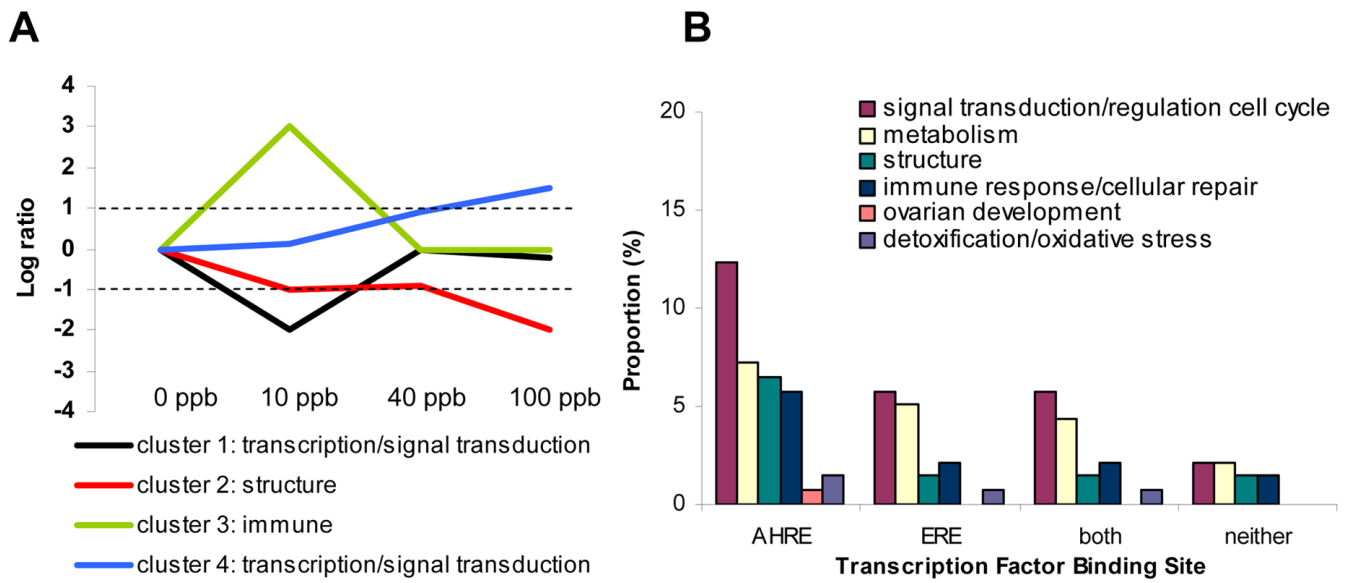 A
4
3
2
1
0
-1
-2
-3
-4
Log ratio
0 ppb 10 ppb 40 ppb 100 ppb
cluster 1: transcription/signal transduction
cluster 2: structure
cluster 3: immune
cluster 4: transcription/signal transduction
B
20
15
10
5
0
Proportion (%)
signal transduction/regulation cell cycle
metabolism
structure
immune response/cellular repair
ovarian development
detoxification/oxidative stress
AHRE ERE both neither
Transcription Factor Binding Site